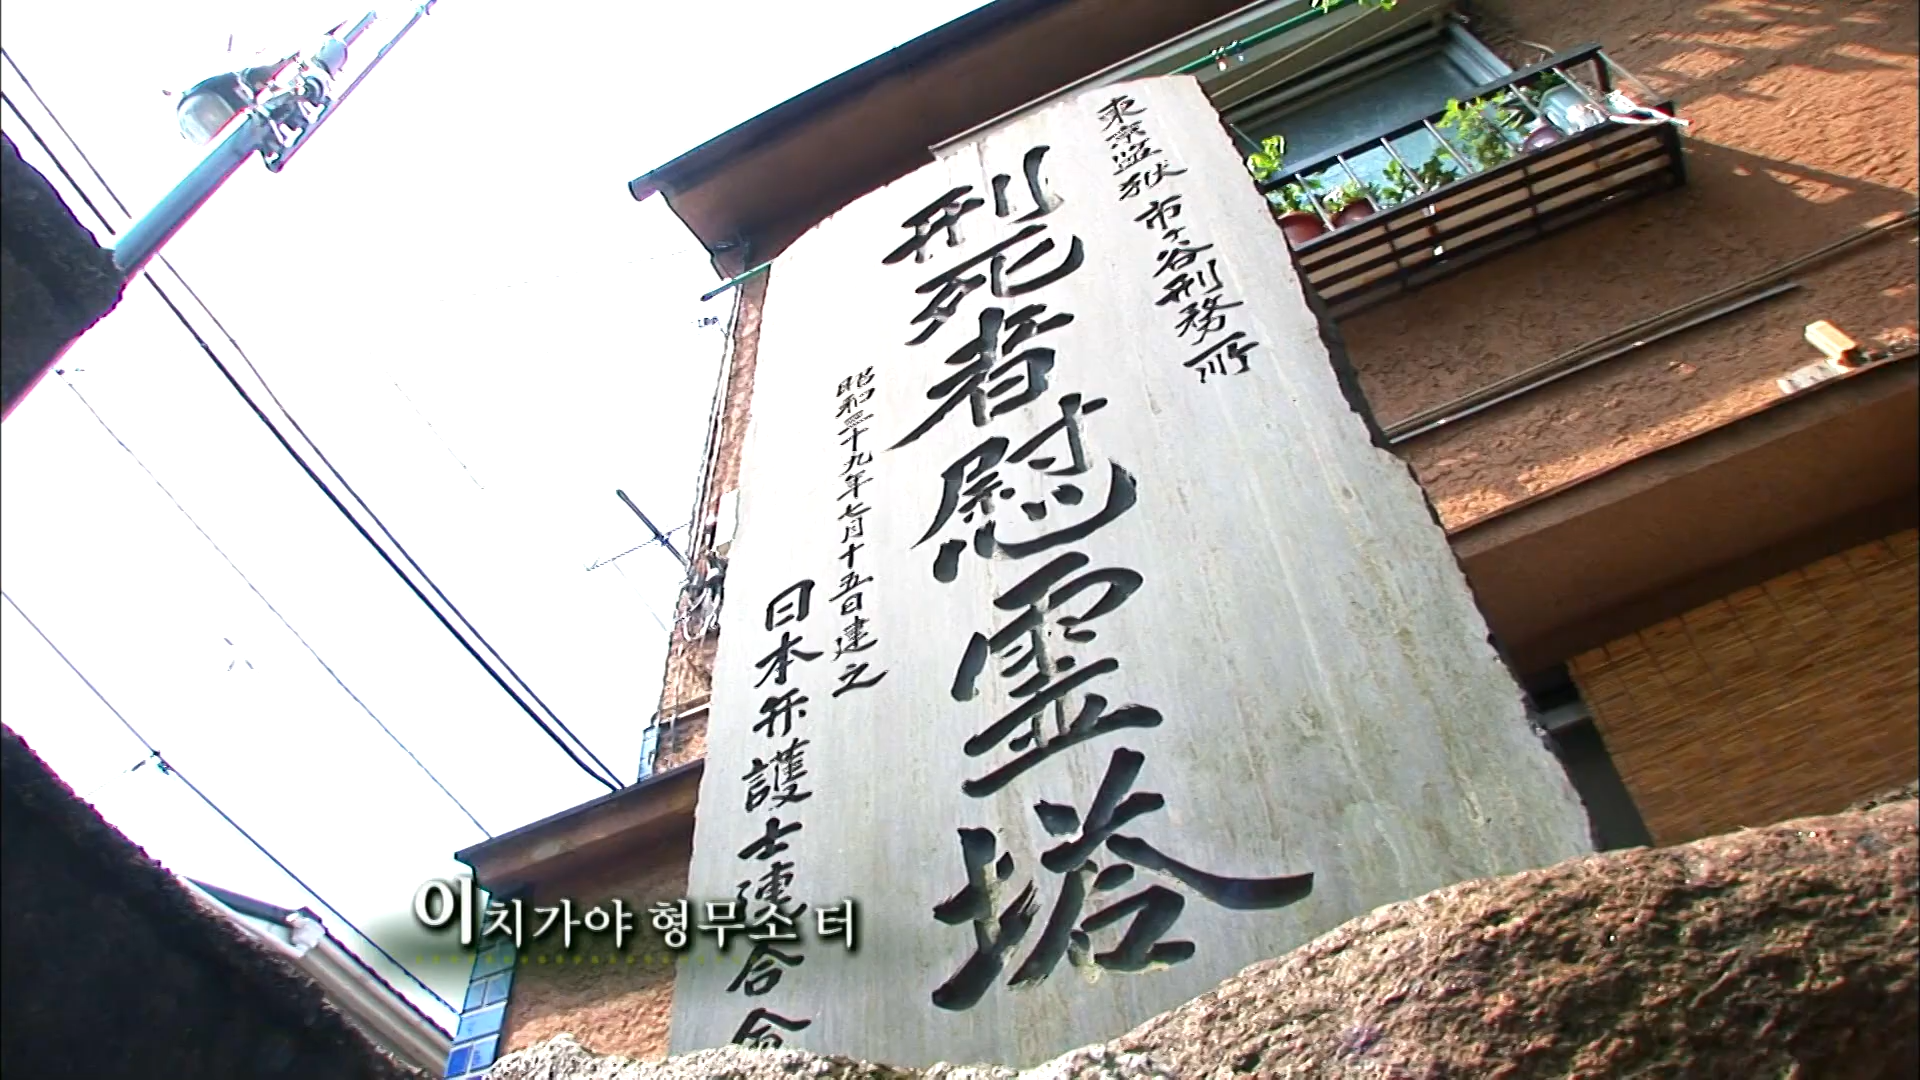 東京監獄市ヶ谷刑務所
刑死者慰霊塔
昭和三十九年七月十五日建之
日本弁護士連合会
이치가야 형무소 터